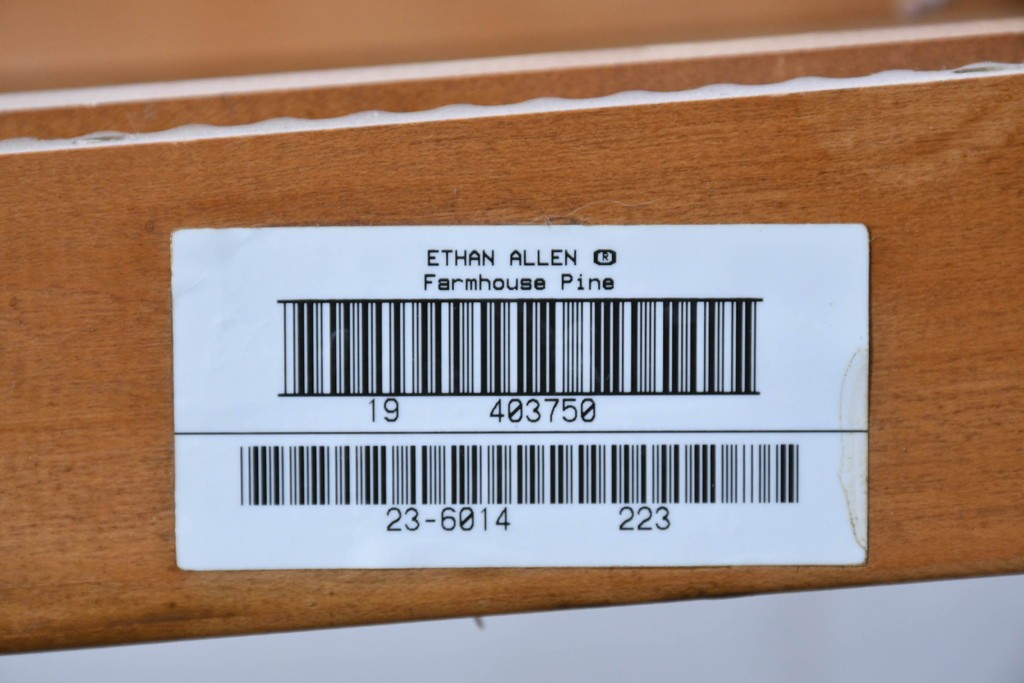 ETHAN ALLEN ®
Farmhouse Pine
19 403750
23-6014 223